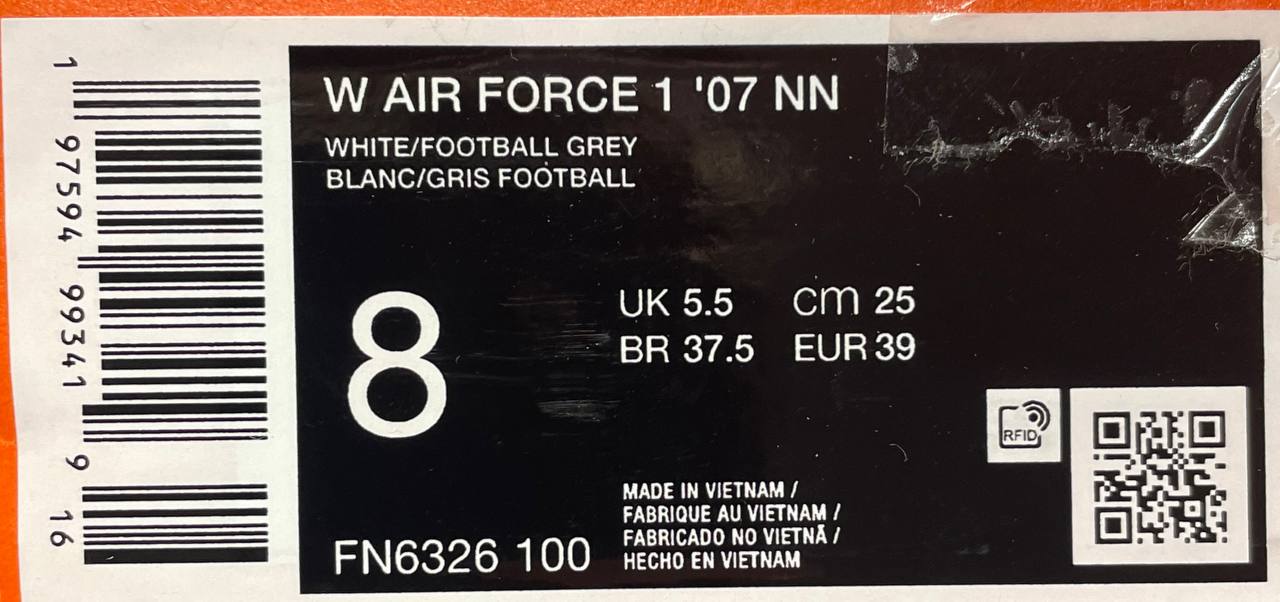 W AIR FORCE 1 '07 NN
WHITE/FOOTBALL GREY
BLANC/GRIS FOOTBALL
8
UK 5.5 cm 25
BR 37.5 EUR 39
RFID
MADE IN VIETNAM /
FABRIQUE AU VIETNAM /
FABRICADO NO VIETNÃ /
HECHO EN VIETNAM
FN6326 100
1 97594 99341 9 16